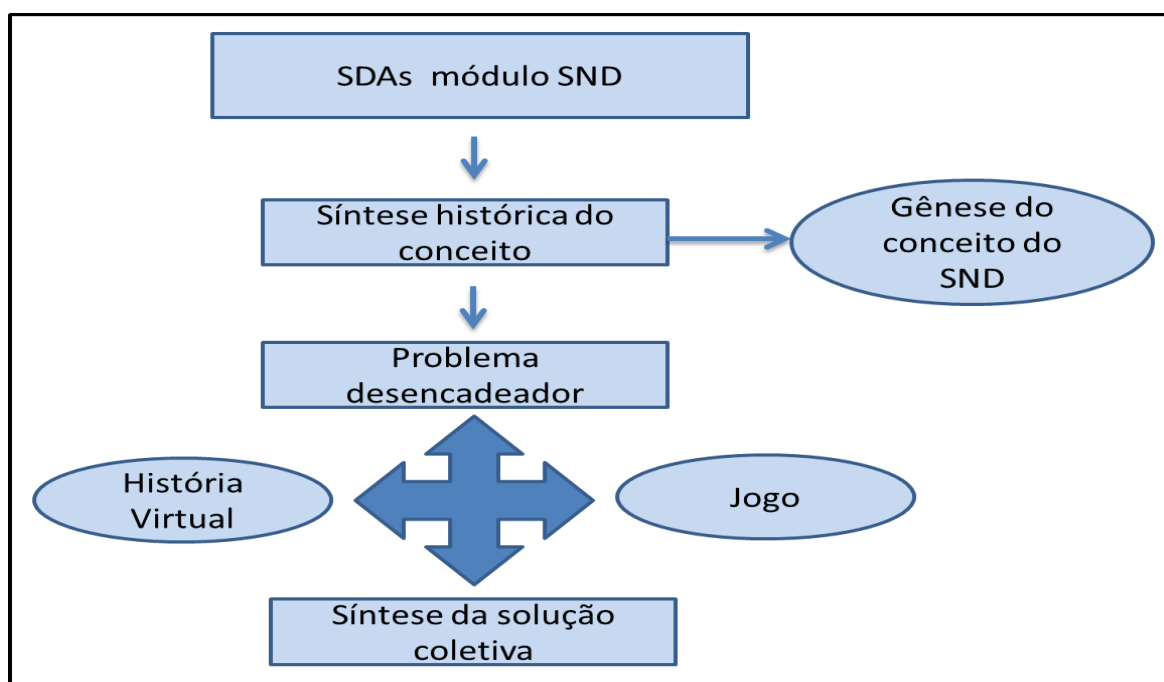 SDAs módulo SND
Síntese histórica do
conceito
Gênese do
conceito do
SND
Problema
desencadeador
História
Virtual
Jogo
Síntese da solução
coletiva